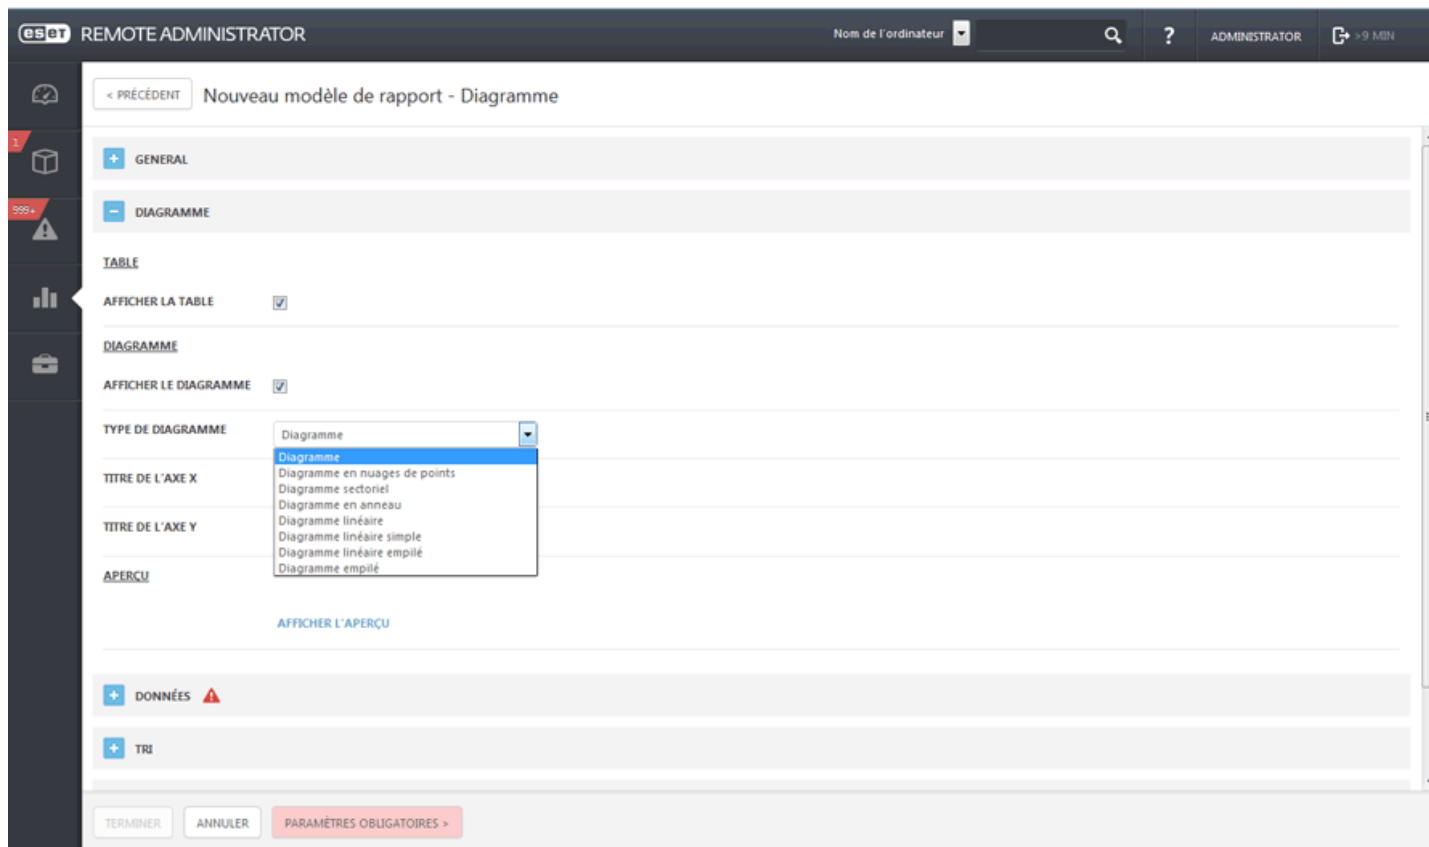 eset REMOTE ADMINISTRATOR
Nom de l'ordinateur
? ADMINISTRATOR >9 MIN
< PRÉCÉDENT Nouveau modèle de rapport - Diagramme
1
999+
GENERAL
DIAGRAMME
TABLE
AFFICHER LA TABLE
DIAGRAMME
AFFICHER LE DIAGRAMME
TYPE DE DIAGRAMME Diagramme
Diagramme
Diagramme en nuages de points
Diagramme sectoriel
Diagramme en anneau
Diagramme linéaire
Diagramme linéaire simple
Diagramme linéaire empilé
Diagramme empilé
TITRE DE L'AXE X
TITRE DE L'AXE Y
APERÇU
AFFICHER L'APERÇU
DONNÉES
TRI
TERMINER ANNULER PARAMÈTRES OBLIGATOIRES >